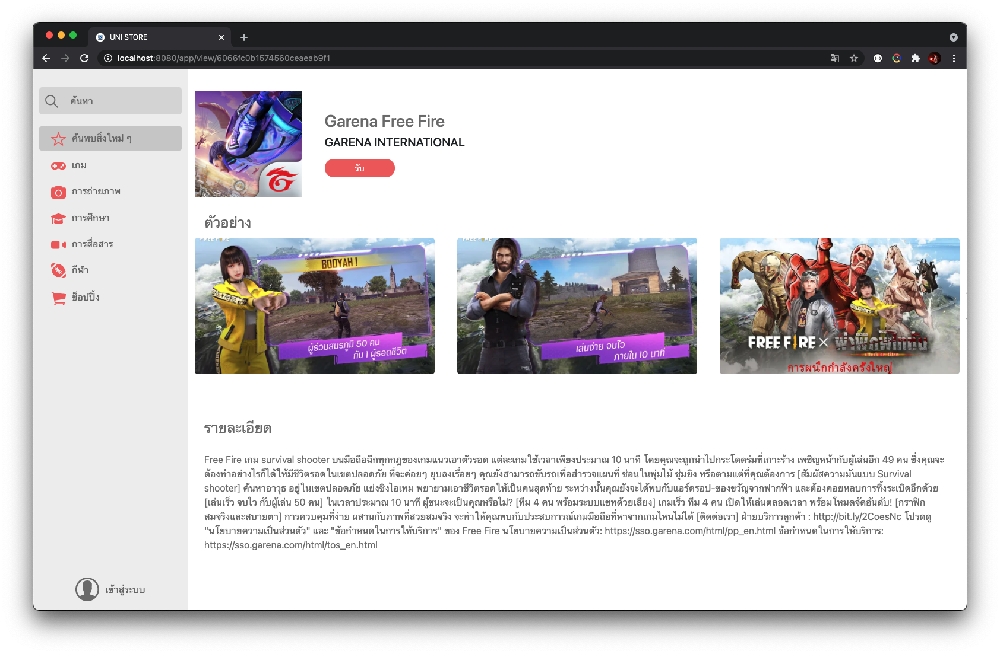 UNI STORE
localhost:8080/app/view/6066fc0b1574560ceaeab9f1
ค้นหา
ค้นพบสิ่งใหม่ ๆ
เกม
การถ่ายภาพ
การศึกษา
การสื่อสาร
กีฬา
ช็อปปิ้ง
เข้าสู่ระบบ
Garena Free Fire
GARENA INTERNATIONAL
รับ
ตัวอย่าง
BOOYAH !
ผู้ร่วมสมรภูมิ 50 คน
กับ 1 ผู้รอดชีวิต
เล่นง่าย จบไว
ภายใน 10 นาที
FREE FIRE ×
attack on titan
การผนึกกำลังครั้งใหญ่
รายละเอียด
Free Fire เกม survival shooter บนมือถือฉีกทุกกฎของเกมแนวเอาตัวรอด แต่ละเกมใช้เวลาเพียงประมาณ 10 นาที โดยคุณจะถูกนำไปกระโดดร่มที่เกาะร้าง เพชิญหน้ากับผู้เล่นอีก 49 คน ซึ่งคุณจะ
ต้องทำอย่างไรก็ได้ให้มีชีวิตรอดในเขตปลอดภัย ที่จะค่อยๆ ยุบลงเรื่อยๆ คุณยังสามารถขับรถเพื่อสำรวจแผนที่ ซ่อนในพุ่มไม้ ซุ่มยิง หรือตามแต่ที่คุณต้องการ [สัมผัสความมันแบบ Survival
shooter] ค้นหาอาวุธ อยู่ในเขตปลอดภัย แย่งชิงไอเทม พยายามเอาชีวิตรอดให้เป็นคนสุดท้าย ระหว่างนั้นคุณยังจะได้พบกับแอร์ดรอป-ของขวัญจากฟากฟ้า และต้องคอยหลบการทิ้งระเบิดอีกด้วย
[เล่นเร็ว จบไว กับผู้เล่น 50 คน] ในเวลาประมาณ 10 นาที ผู้ชนะจะเป็นคุณหรือไม่? [ทีม 4 คน พร้อมระบบแชทด้วยเสียง] เกมเร็ว ทีม 4 คน เปิดให้เล่นตลอดเวลา พร้อมโหมดจัดอันดับ! [กราฟิก
สมจริงและสบายตา] การควบคุมที่ง่าย ผสานกับภาพที่สวยสมจริง จะทำให้คุณพบกับประสบการณ์เกมมือถือที่หาจากเกมไหนไม่ได้ [ติดต่อเรา] ฝ่ายบริการลูกค้า : http://bit.ly/2CoesNc โปรดดู
"นโยบายความเป็นส่วนตัว" และ "ข้อกำหนดในการให้บริการ" ของ Free Fire นโยบายความเป็นส่วนตัว: https://sso.garena.com/html/pp_en.html ข้อกำหนดในการให้บริการ:
https://sso.garena.com/html/tos_en.html